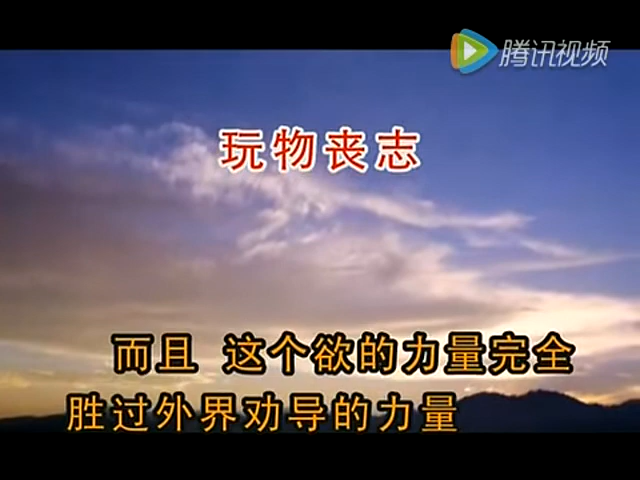 腾讯视频
玩物丧志
而且 这个欲的力量完全
胜过外界劝导的力量